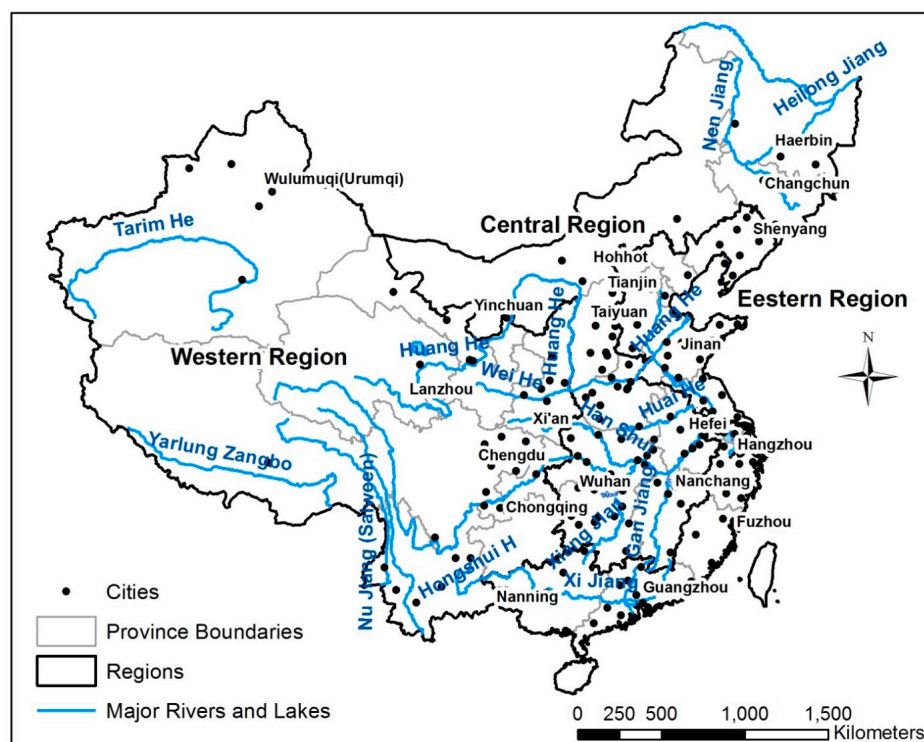 Heilong Jiang
Nen Jiang
Haerbin
Changchun
Wulumuqi(Urumqi)
Central Region
Shenyang
Tarim He
Hohhot
Tianjin
Eestern Region
Yinchuan
Huang He
Taiyuan
Huang He
N
Western Region
Huang He
Jinan
Wei He
Lanzhou
Huai He
Xi'an
Han Shui
Hefei
Hangzhou
Yarlung Zangbo
Chengdu
Wuhan
Nanchang
Chongqing
Gan Jiang
Fuzhou
Nu Jiang (Salween)
Hongshui H
Xiang Jian
Xi Jiang
Nanning
Guangzhou
Cities
Province Boundaries
Regions
Major Rivers and Lakes
0 250 500 1,000 1,500
Kilometers